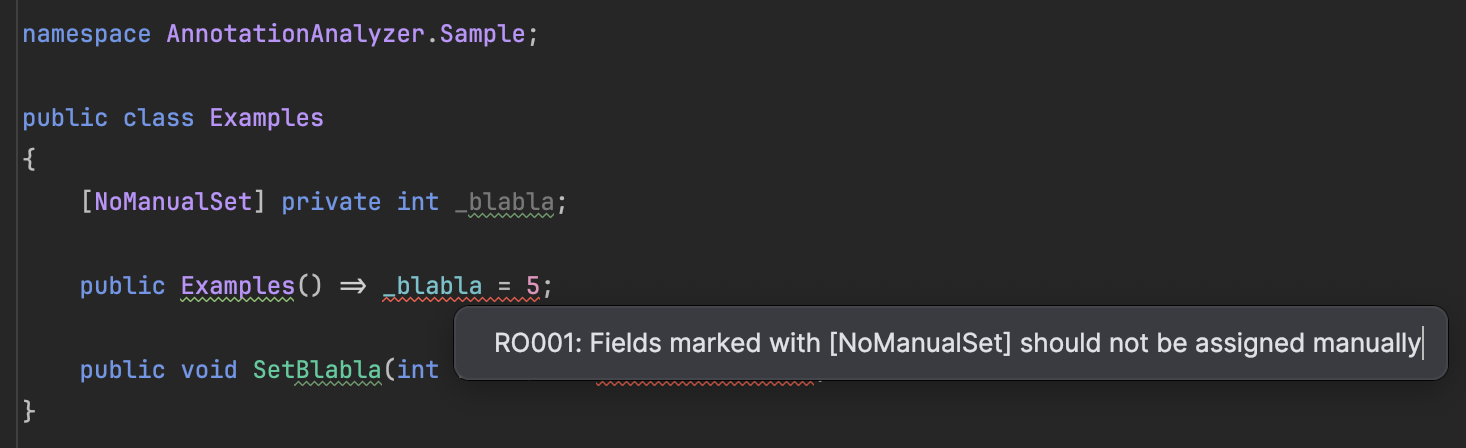 namespace AnnotationAnalyzer.Sample;
public class Examples
{
[NoManualSet] private int _blabla;
public Examples() => _blabla = 5;
RO001: Fields marked with [NoManualSet] should not be assigned manually
public void SetBlabla(int
}